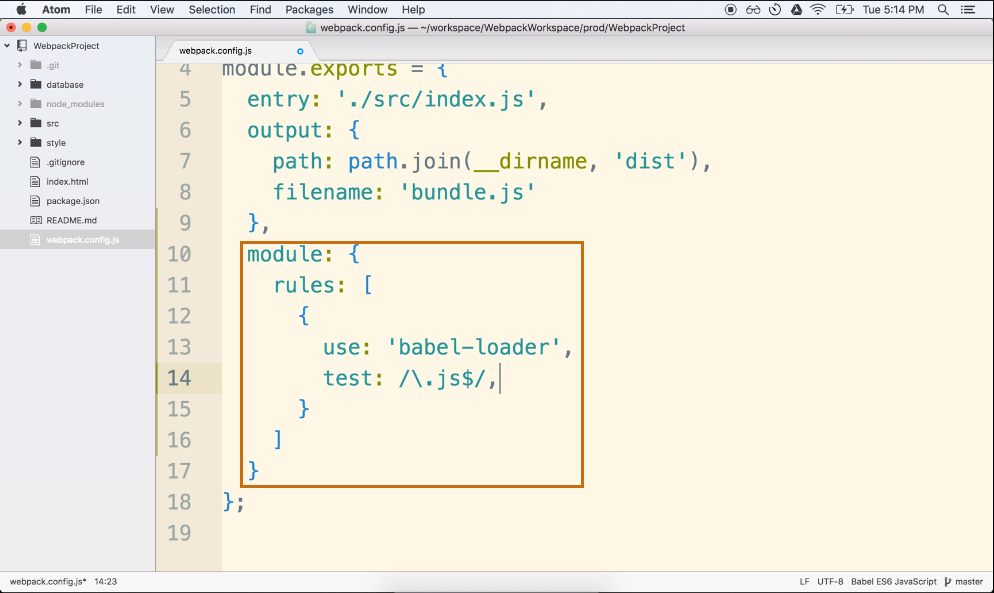 Atom File Edit View Selection Find Packages Window Help Tue 5:14 PM
webpack.config.js — ~/workspace/WebpackWorkspace/prod/WebpackProject
WebpackProject
.git
database
node_modules
src
style
.gitignore
index.html
package.json
README.md
webpack.config.js
webpack.config.js
4 module.exports = {
5 entry: './src/index.js',
6 output: {
7 path: path.join(__dirname, 'dist'),
8 filename: 'bundle.js'
9 },
10 module: {
11 rules: [
12 {
13 use: 'babel-loader',
14 test: /\.js$/,
15 }
16 ]
17 }
18 };
19
webpack.config.js* 14:23 LF UTF-8 Babel ES6 JavaScript master